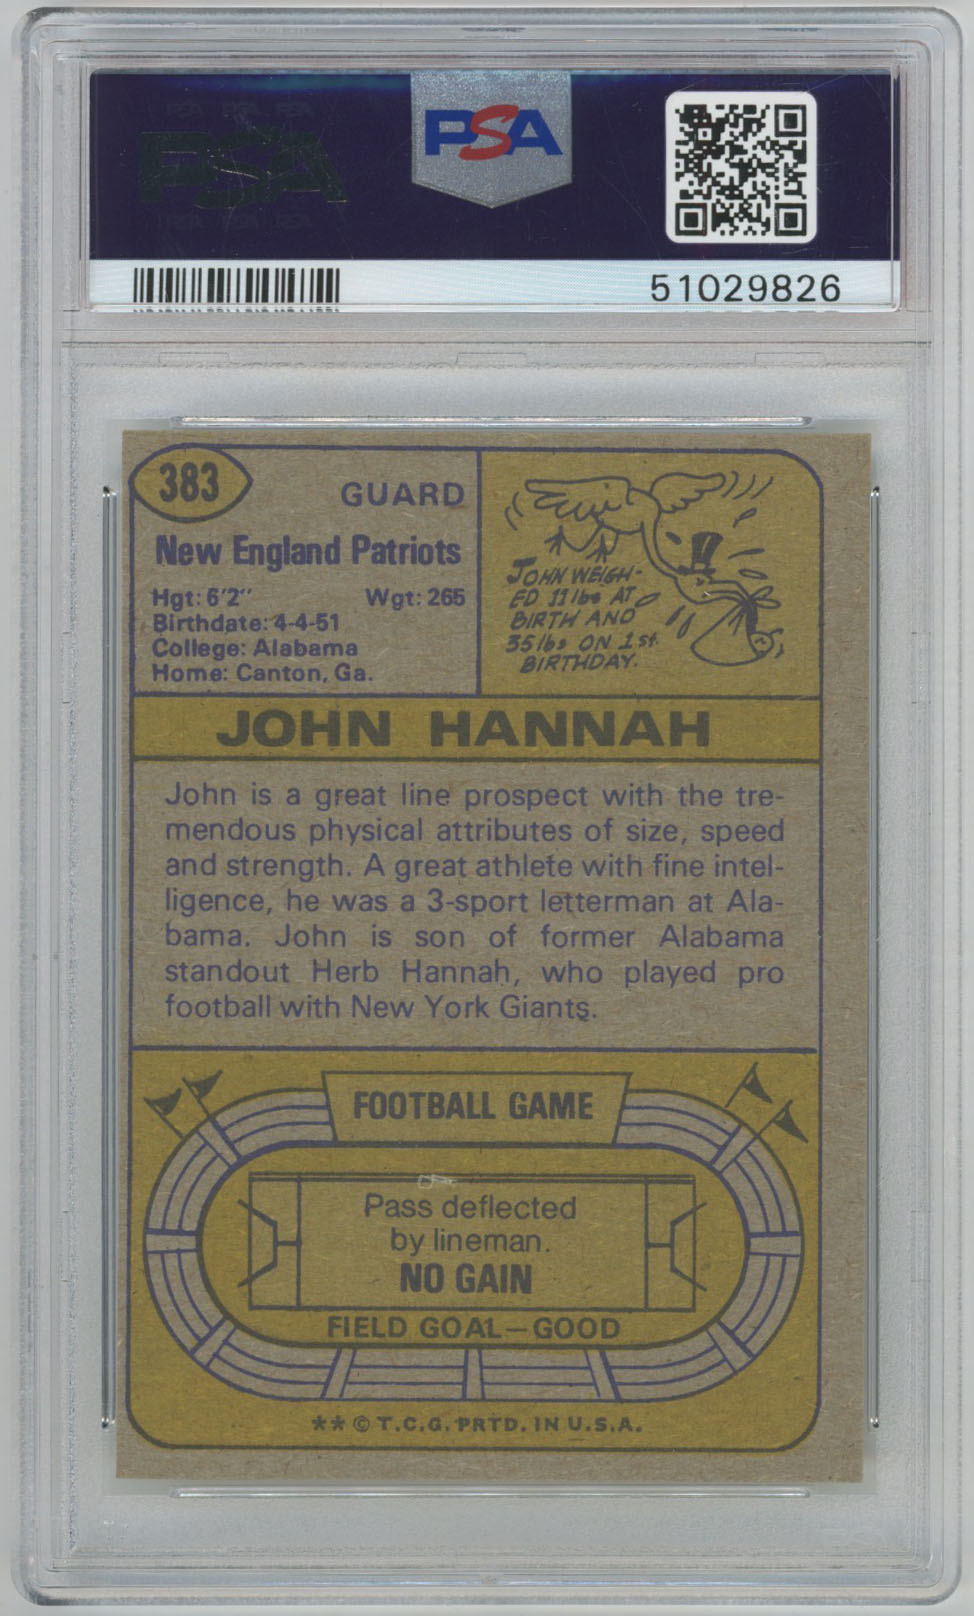 PSA
PSA
51029826
383
GUARD
New England Patriots
Hgt: 6'2" Wgt: 265
Birthdate: 4-4-51
College: Alabama
Home: Canton, Ga.
JOHN WEIGH-
ED 11 lbs AT
BIRTH AND
35 lbs ON 1st.
BIRTHDAY.
JOHN HANNAH
John is a great line prospect with the tre-
mendous physical attributes of size, speed
and strength. A great athlete with fine intel-
ligence, he was a 3-sport letterman at Ala-
bama. John is son of former Alabama
standout Herb Hannah, who played pro
football with New York Giants.
FOOTBALL GAME
Pass deflected
by lineman.
NO GAIN
FIELD GOAL—GOOD
** © T.C.G. PRTD. IN U.S.A.